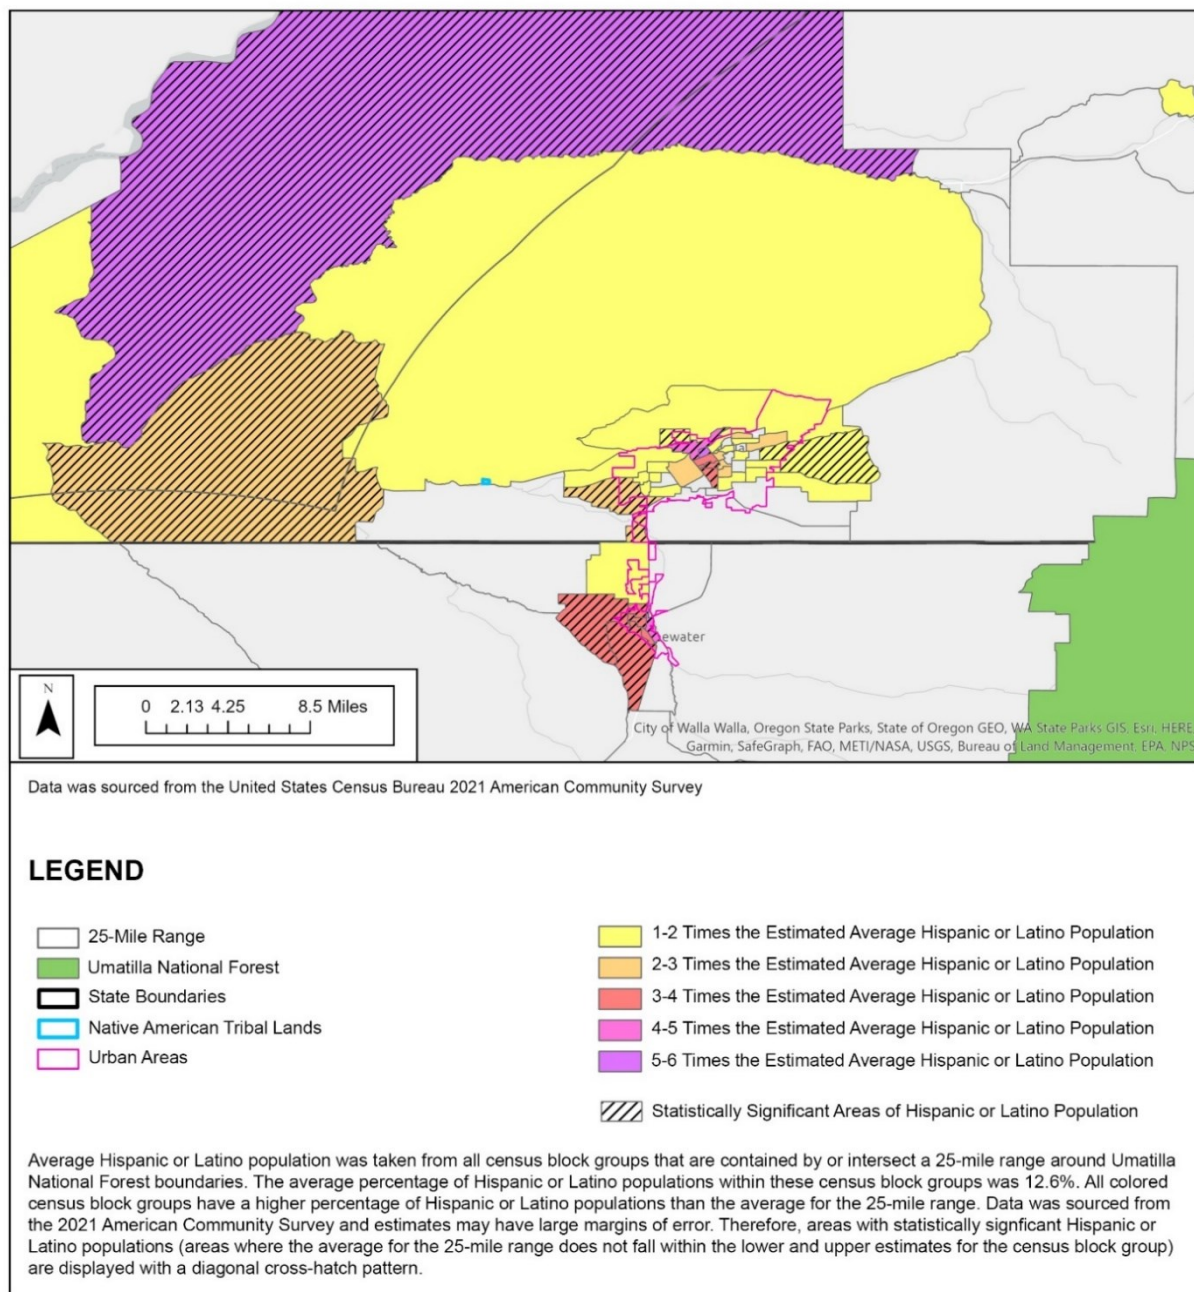 ewater
N
0 2.13 4.25 8.5 Miles
City of Walla Walla, Oregon State Parks, State of Oregon GEO, WA State Parks GIS, Esri, HERE,
Garmin, SafeGraph, FAO, METI/NASA, USGS, Bureau of Land Management, EPA, NPS
Data was sourced from the United States Census Bureau 2021 American Community Survey
LEGEND
25-Mile Range
Umatilla National Forest
State Boundaries
Native American Tribal Lands
Urban Areas
1-2 Times the Estimated Average Hispanic or Latino Population
2-3 Times the Estimated Average Hispanic or Latino Population
3-4 Times the Estimated Average Hispanic or Latino Population
4-5 Times the Estimated Average Hispanic or Latino Population
5-6 Times the Estimated Average Hispanic or Latino Population
Statistically Significant Areas of Hispanic or Latino Population
Average Hispanic or Latino population was taken from all census block groups that are contained by or intersect a 25-mile range around Umatilla
National Forest boundaries. The average percentage of Hispanic or Latino populations within these census block groups was 12.6%. All colored
census block groups have a higher percentage of Hispanic or Latino populations than the average for the 25-mile range. Data was sourced from
the 2021 American Community Survey and estimates may have large margins of error. Therefore, areas with statistically signficant Hispanic or
Latino populations (areas where the average for the 25-mile range does not fall within the lower and upper estimates for the census block group)
are displayed with a diagonal cross-hatch pattern.